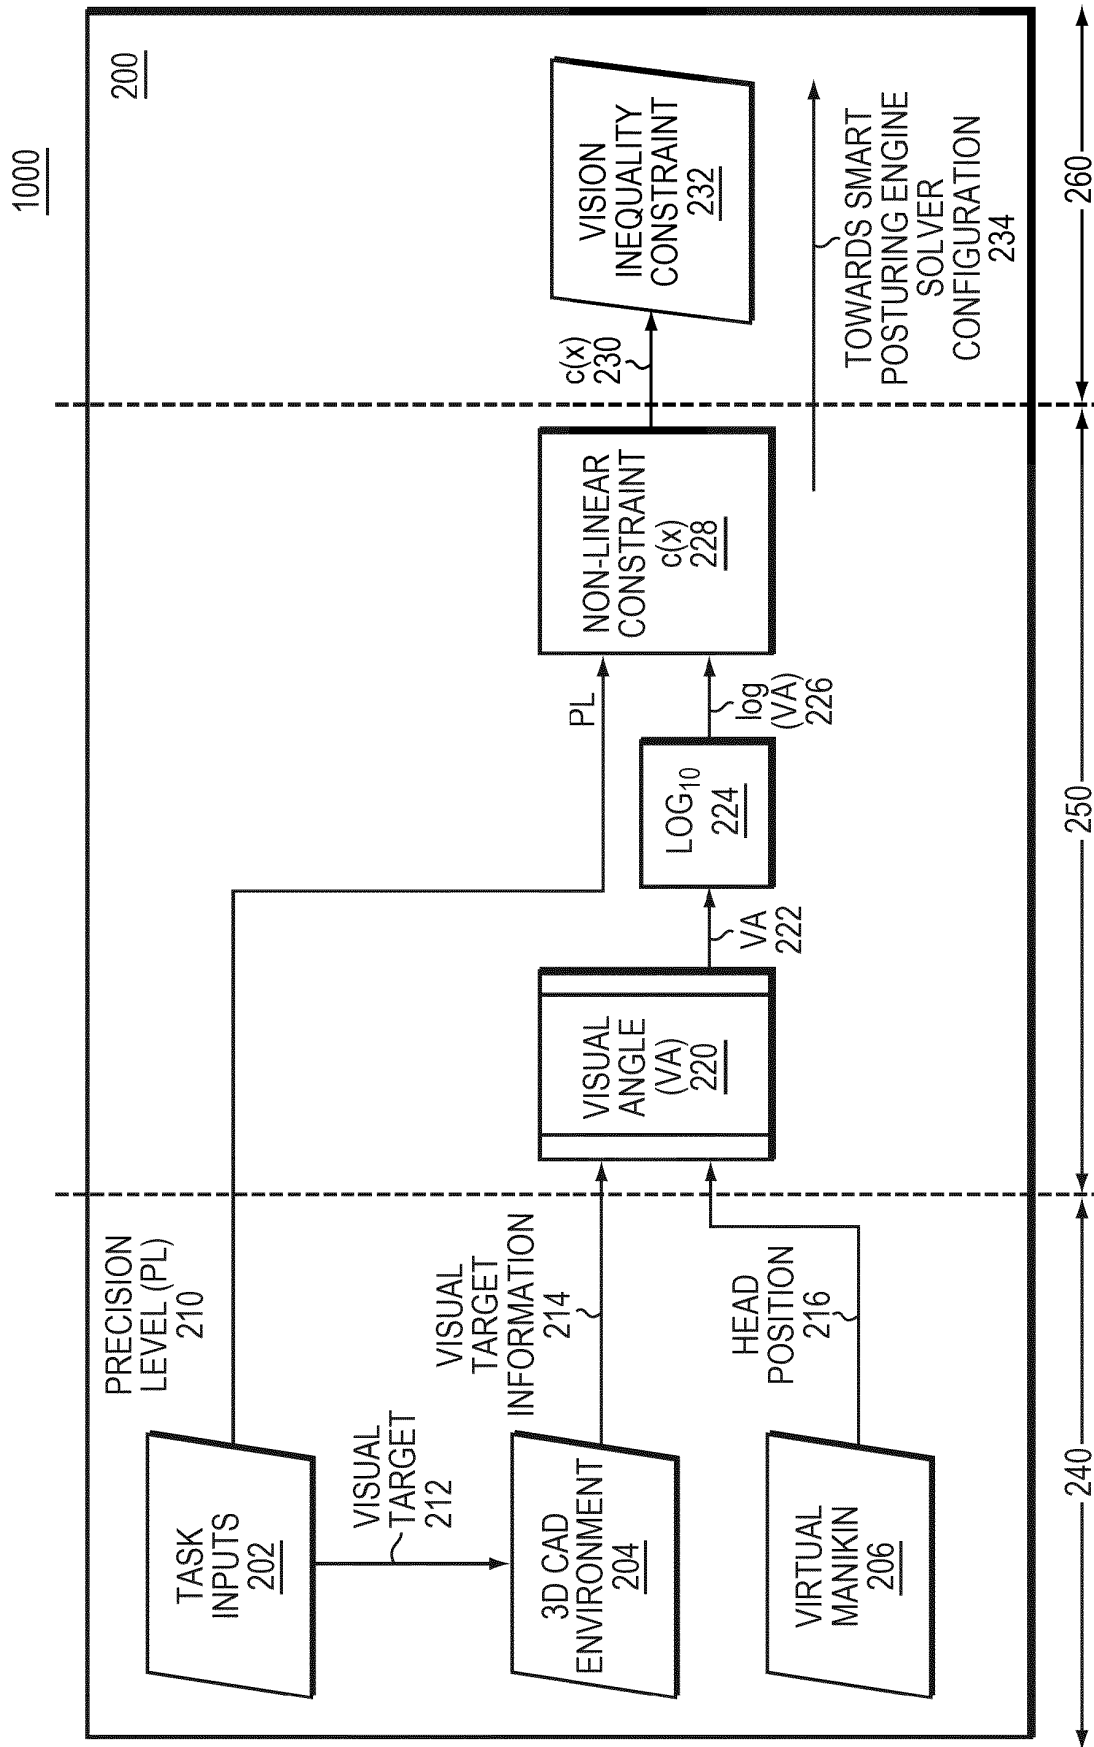 1000
200
TASK
INPUTS
202
PRECISION
LEVEL (PL)
210
VISUAL
TARGET
212
3D CAD
ENVIRONMENT
204
VISUAL
TARGET
INFORMATION
214
VIRTUAL
MANIKIN
206
HEAD
POSITION
216
VISUAL
ANGLE
(VA)
220
VA
222
LOG10
224
log
(VA)
226
PL
NON-LINEAR
CONSTRAINT
c(x)
228
c(x)
230
VISION
INEQUALITY
CONSTRAINT
232
TOWARDS SMART
POSTURING ENGINE
SOLVER
CONFIGURATION
234
240
250
260